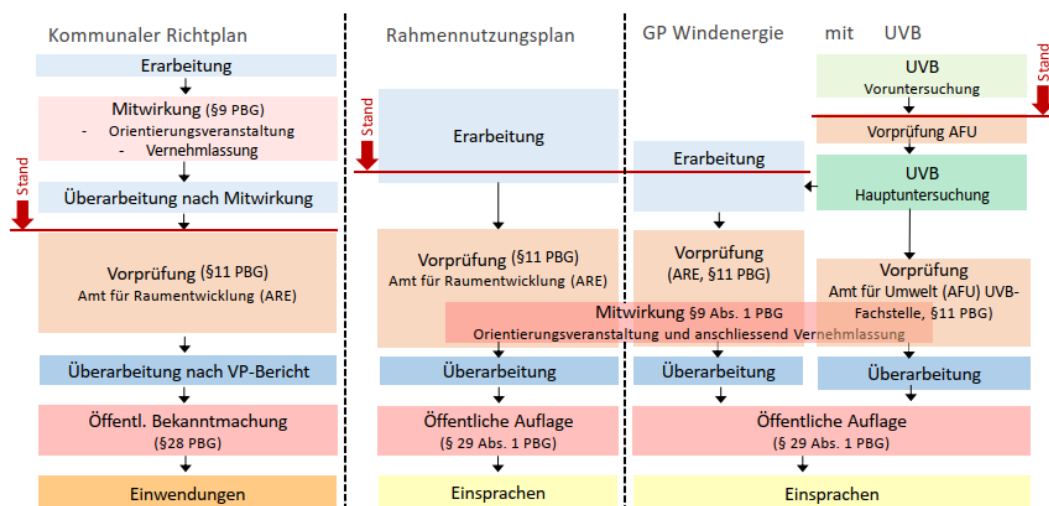 Kommunaler Richtplan
Erarbeitung
Mitwirkung (§9 PBG)
- Orientierungsveranstaltung
- Vernehmlassung
Stand
Überarbeitung nach Mitwirkung
Vorprüfung (§11 PBG)
Amt für Raumentwicklung (ARE)
Überarbeitung nach VP-Bericht
Öffentl. Bekanntmachung
(§28 PBG)
Einwendungen
Rahmennutzungsplan
Stand
Erarbeitung
Vorprüfung (§11 PBG)
Amt für Raumentwicklung (ARE)
Mitwirkung §9 Abs. 1 PBG
Orientierungsveranstaltung und anschliessend Vernehmlassung
Überarbeitung
Öffentliche Auflage
(§ 29 Abs. 1 PBG)
Einsprachen
GP Windenergie mit UVB
Erarbeitung
Vorprüfung
(ARE, §11 PBG)
Überarbeitung
UVB
Voruntersuchung
Stand
Vorprüfung AFU
UVB
Hauptuntersuchung
Vorprüfung
Amt für Umwelt (AFU) UVB-
Fachstelle, §11 PBG)
Überarbeitung
Öffentliche Auflage
(§ 29 Abs. 1 PBG)
Einsprachen